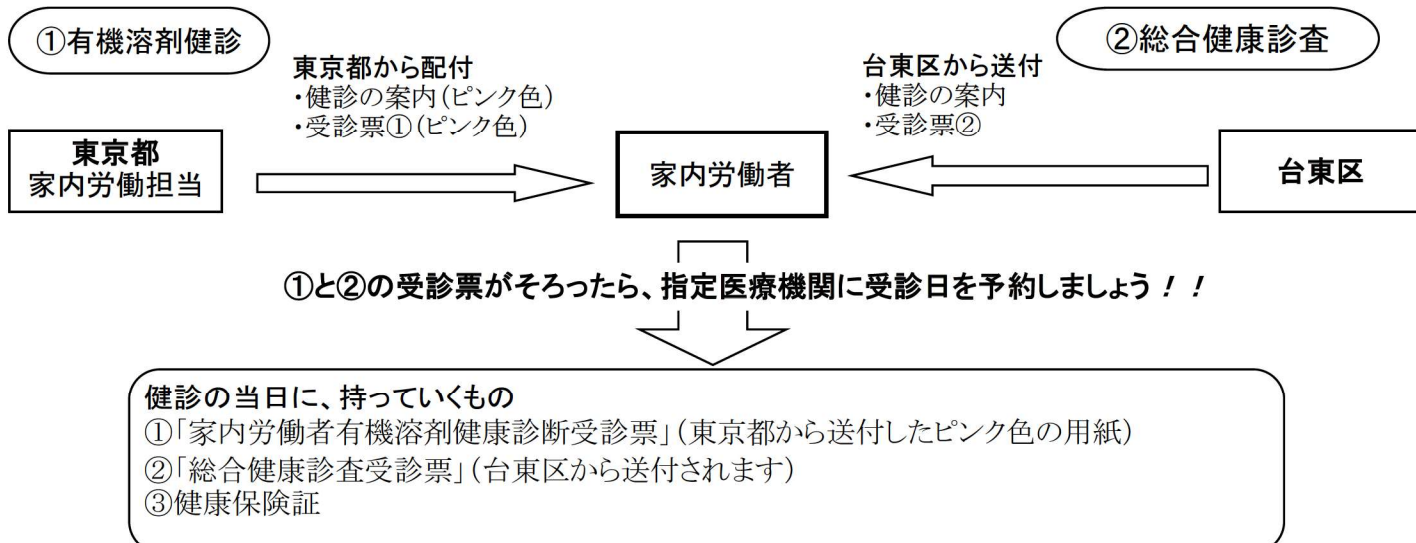 ①有機溶剤健診
②総合健康診査
東京都から配付
・健診の案内(ピンク色)
・受診票①(ピンク色)
台東区から送付
・健診の案内
・受診票②
東京都
家内労働担当
家内労働者
台東区
①と②の受診票がそろったら、指定医療機関に受診日を予約しましょう!!
健診の当日に、持っていくもの
①「家内労働者有機溶剤健康診断受診票」(東京都から送付したピンク色の用紙)
②「総合健康診査受診票」(台東区から送付されます)
③健康保険証